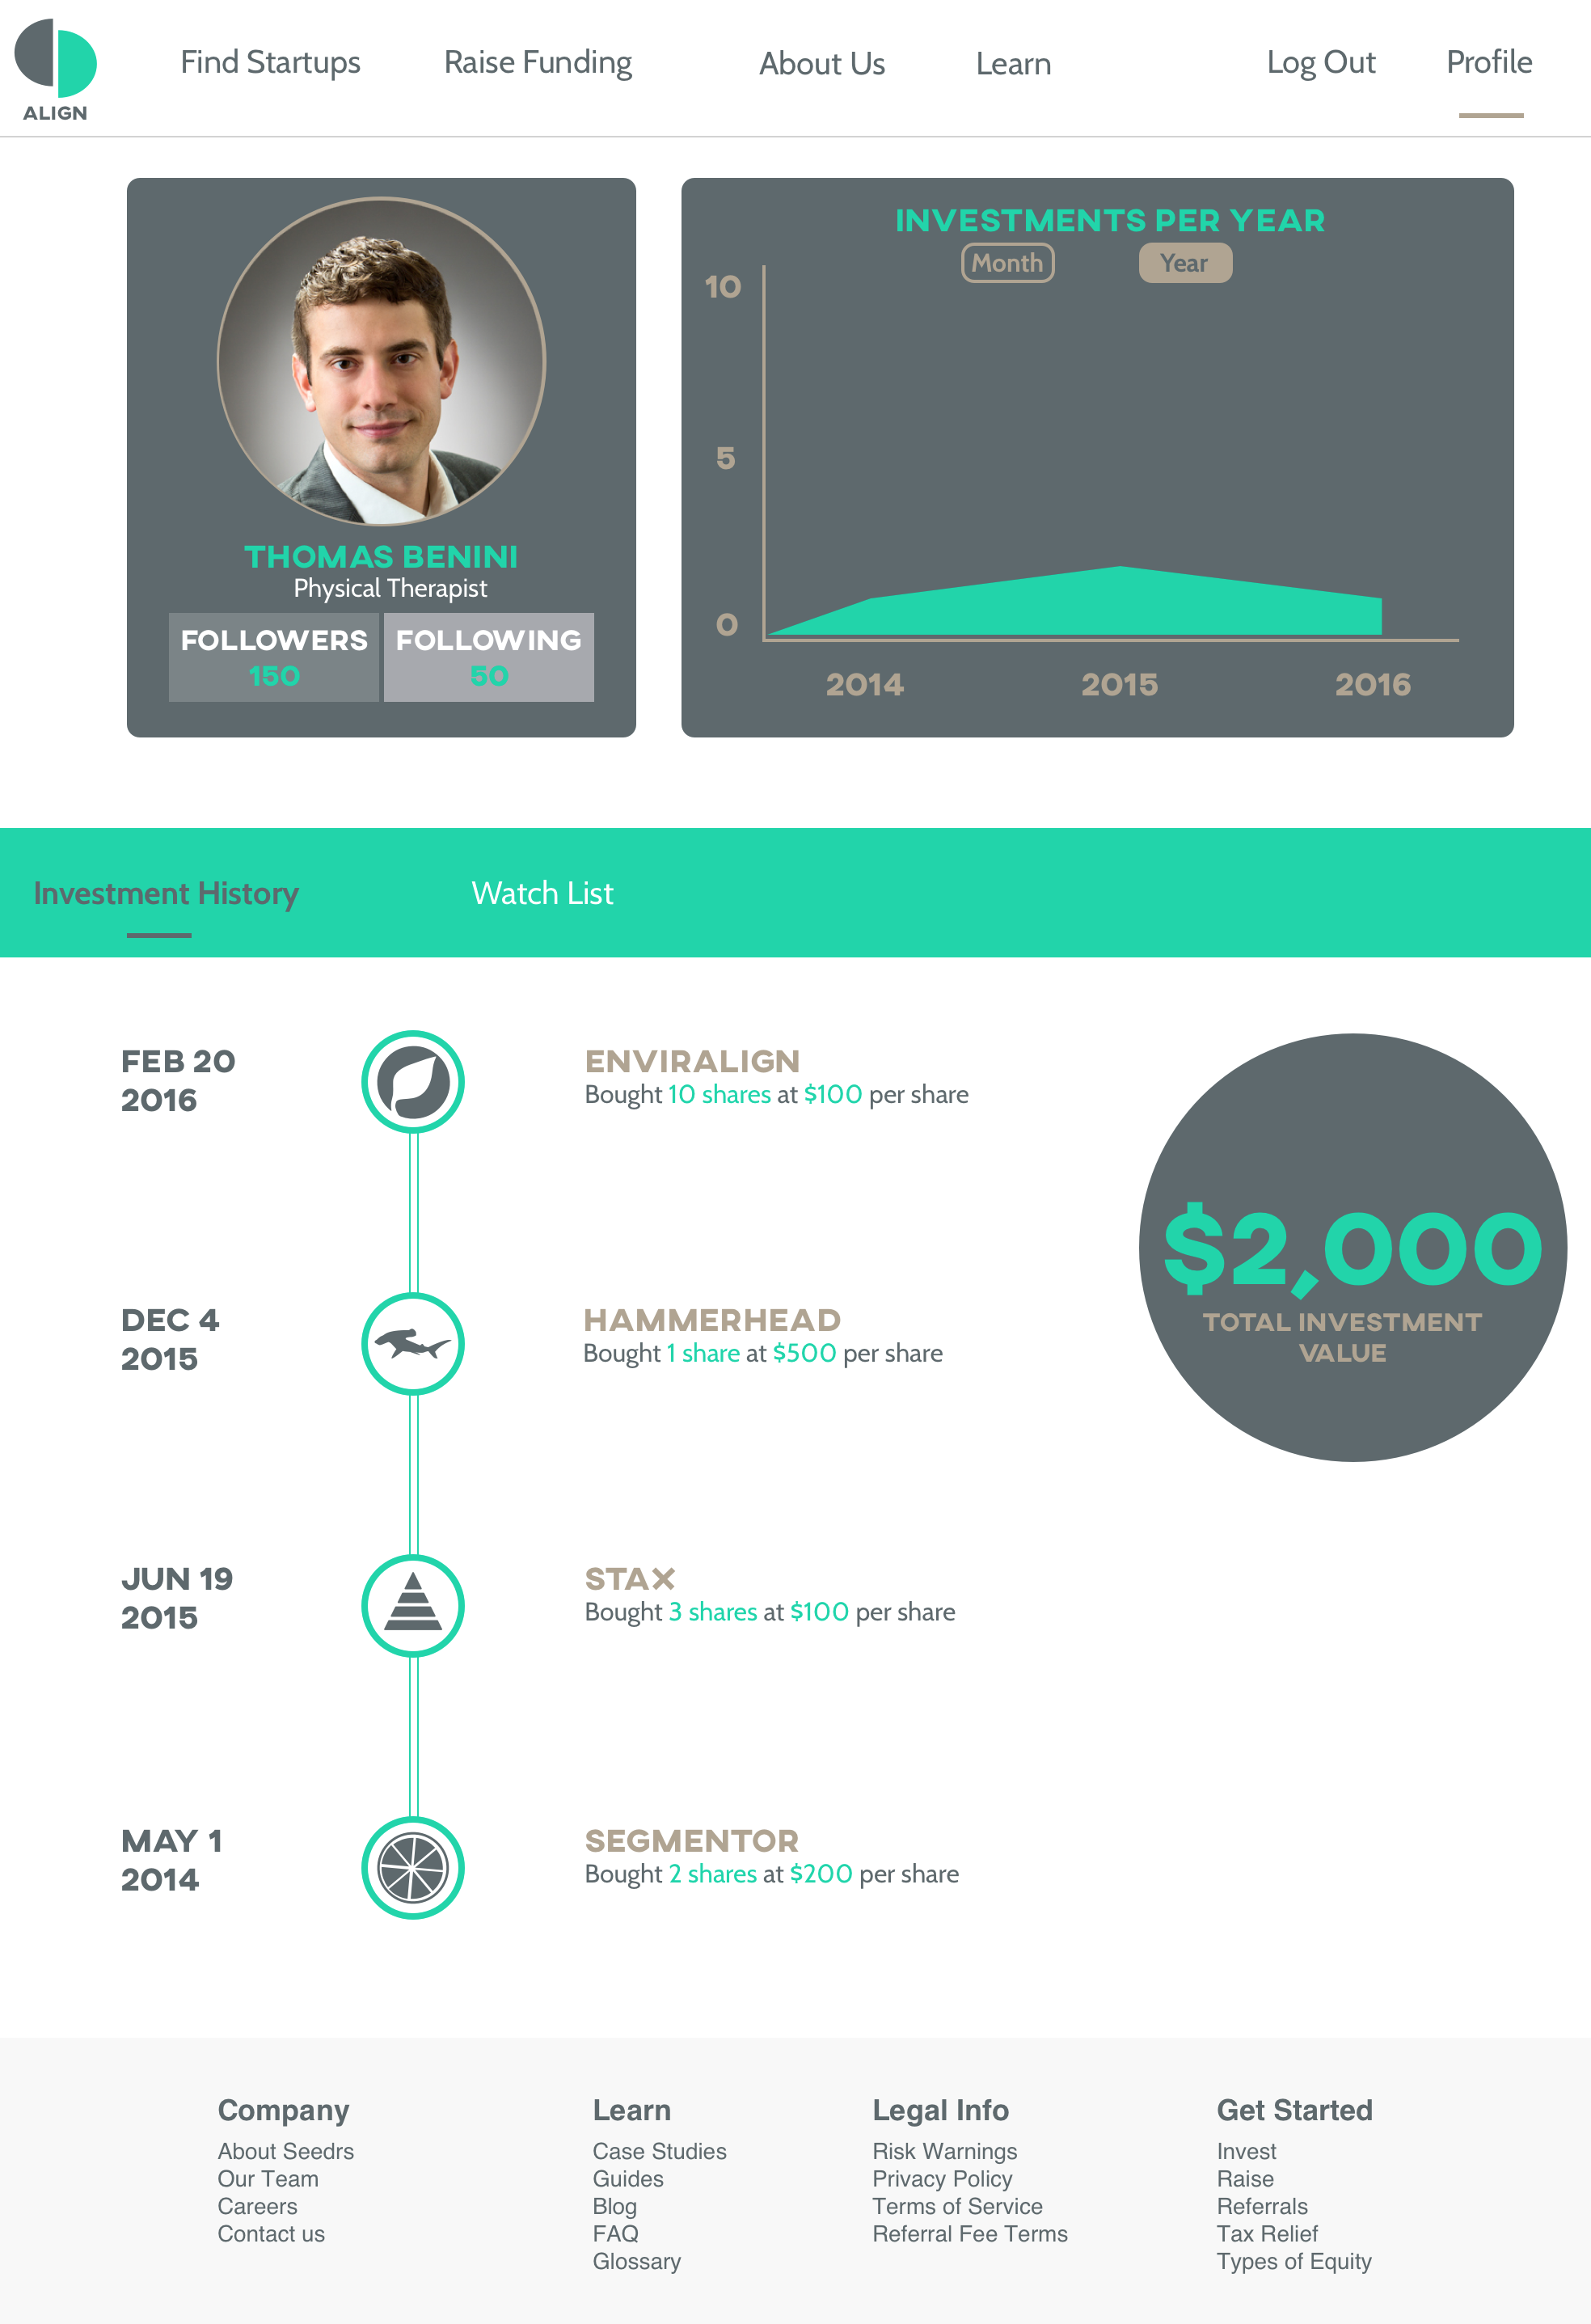 ALIGN
Find Startups
Raise Funding
About Us
Learn
Log Out
Profile
THOMAS BENINI
Physical Therapist
FOLLOWERS
150
FOLLOWING
50
INVESTMENTS PER YEAR
Month
Year
10
5
0
2014
2015
2016
Investment History
Watch List
FEB 20
2016
ENVIRALIGN
Bought 10 shares at $100 per share
DEC 4
2015
HAMMERHEAD
Bought 1 share at $500 per share
JUN 19
2015
STAX
Bought 3 shares at $100 per share
MAY 1
2014
SEGMENTOR
Bought 2 shares at $200 per share
$2,000
TOTAL INVESTMENT
VALUE
Company
About Seedrs
Our Team
Careers
Contact us
Learn
Case Studies
Guides
Blog
FAQ
Glossary
Legal Info
Risk Warnings
Privacy Policy
Terms of Service
Referral Fee Terms
Get Started
Invest
Raise
Referrals
Tax Relief
Types of Equity